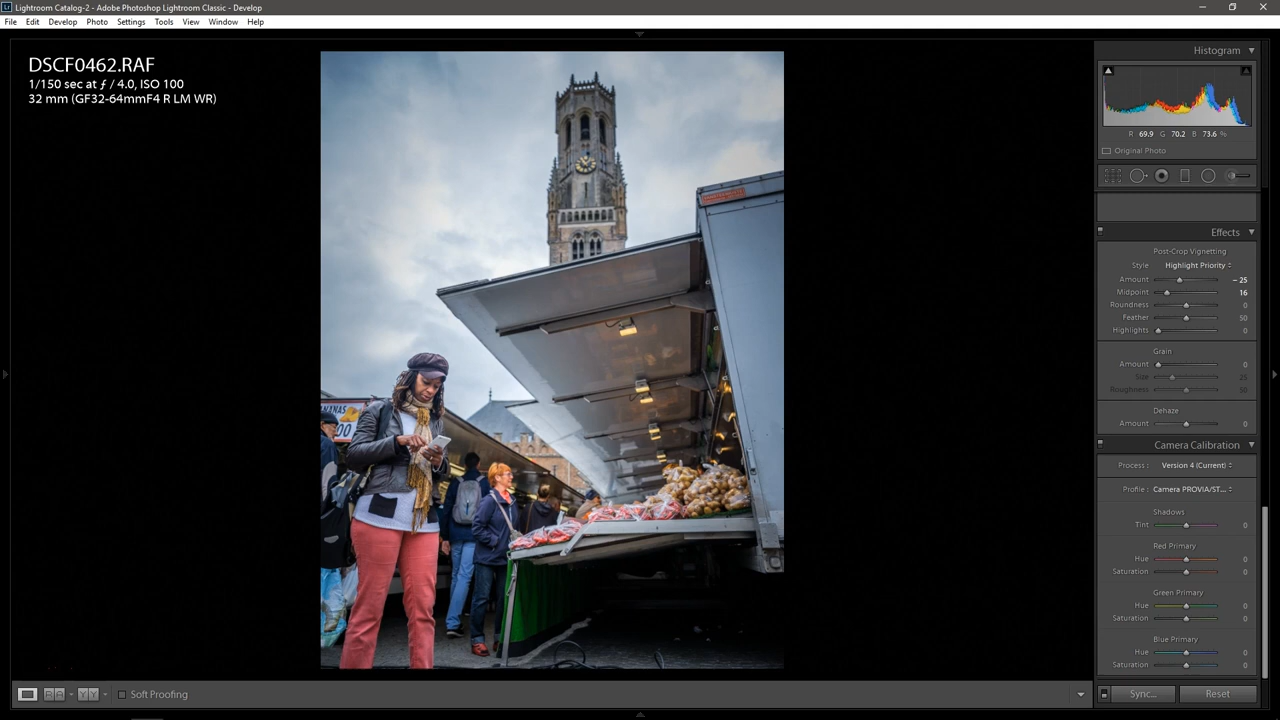 Lightroom Catalog-2 - Adobe Photoshop Lightroom Classic - Develop
File Edit Develop Photo Settings Tools View Window Help
DSCF0462.RAF
1/150 sec at ƒ / 4.0, ISO 100
32 mm (GF32-64mmF4 R LM WR)
Histogram
R 69.9 G 70.2 B 73.6 %
Original Photo
Effects
Post-Crop Vignetting
Style Highlight Priority
Amount – 25
Midpoint 16
Roundness 0
Feather 50
Highlights 0
Grain
Amount 0
Size 25
Roughness 50
Dehaze
Amount 0
Camera Calibration
Process : Version 4 (Current)
Profile : Camera PROVIA/ST...
Shadows
Tint 0
Red Primary
Hue 0
Saturation 0
Green Primary
Hue 0
Saturation 0
Blue Primary
Hue 0
Saturation 0
Soft Proofing
Sync...
Reset